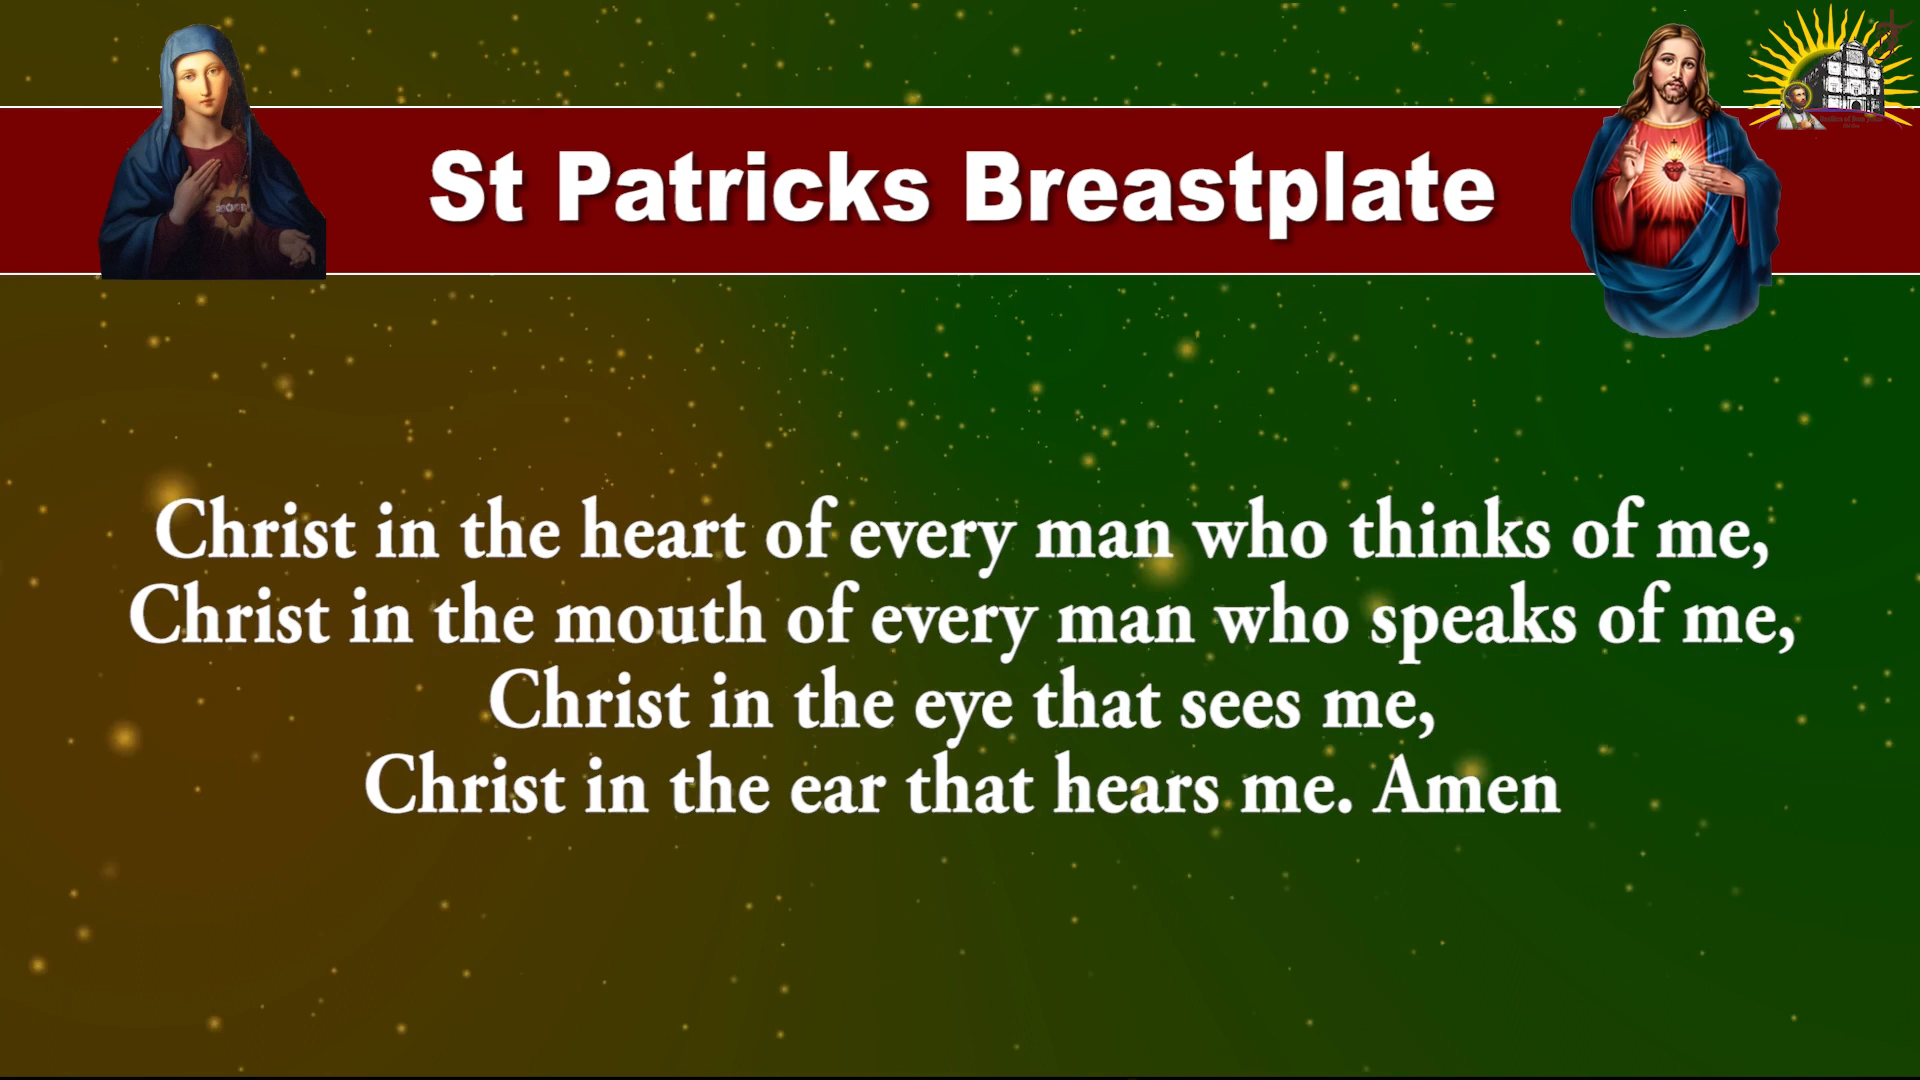 St Patricks Breastplate
Christ in the heart of every man who thinks of me,
Christ in the mouth of every man who speaks of me,
Christ in the eye that sees me,
Christ in the ear that hears me. Amen